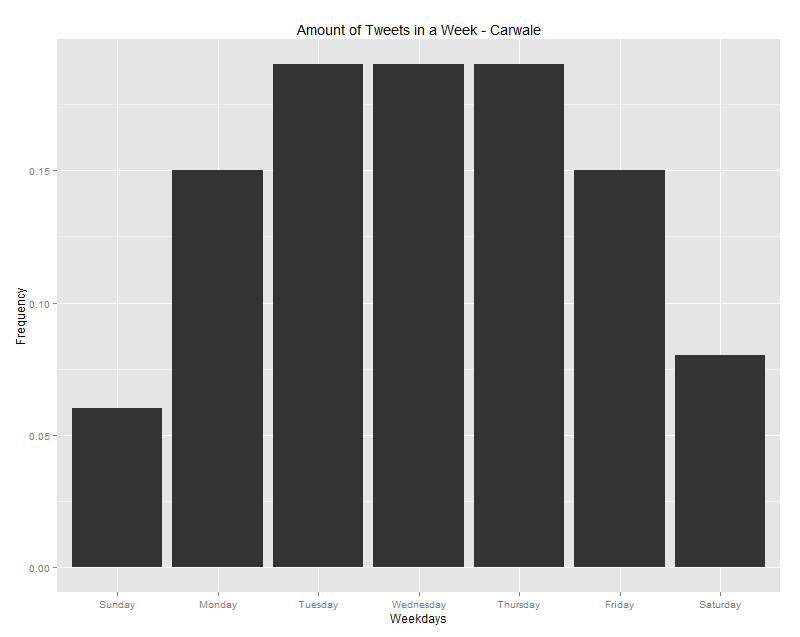 Amount of Tweets in a Week - Carwale
Frequency
0.15
0.10
0.05
0.00
Sunday Monday Tuesday Wednesday Thursday Friday Saturday
Weekdays